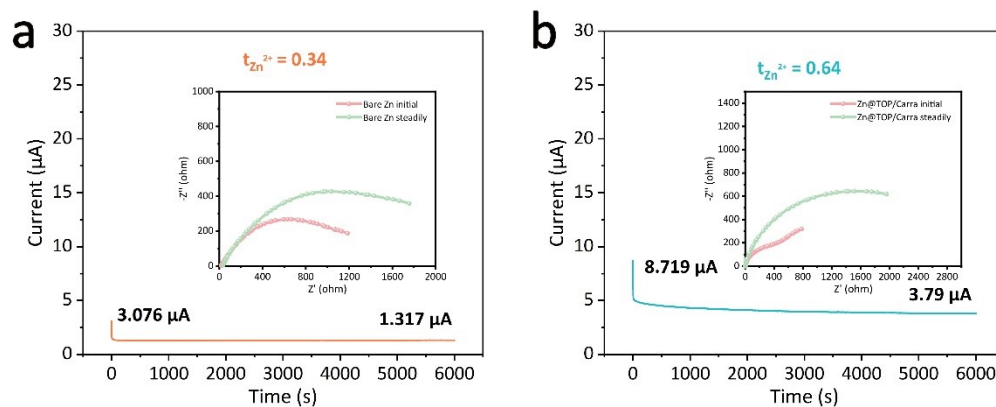 a
t_Zn²⁺ = 0.34
Current (μA)
30
25
20
15
10
5
0
1000
800
600
400
200
0
-Z'' (ohm)
Bare Zn initial
Bare Zn steadily
0 400 800 1200 1600 2000
Z' (ohm)
3.076 μA
1.317 μA
0 1000 2000 3000 4000 5000 6000
Time (s)
b
t_Zn²⁺ = 0.64
Current (μA)
30
25
20
15
10
5
0
1400
1200
1000
800
600
400
200
0
-Z'' (ohm)
Zn@TOP/Carra initial
Zn@TOP/Carra steadily
0 400 800 1200 1600 2000 2400 2800
Z' (ohm)
8.719 μA
3.79 μA
0 1000 2000 3000 4000 5000 6000
Time (s)